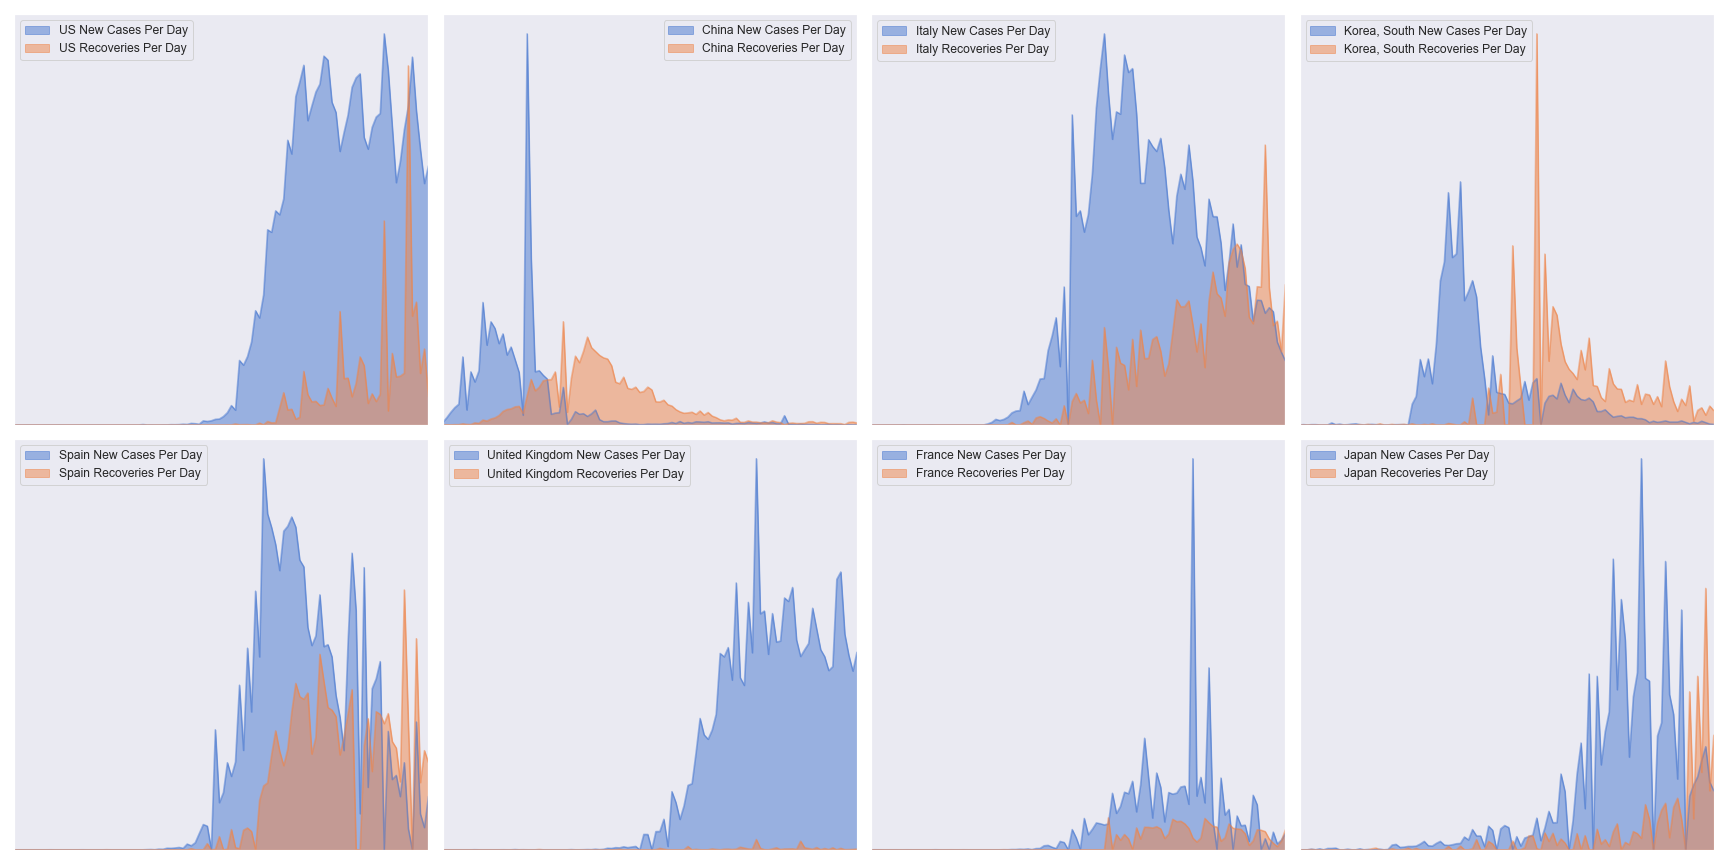 US New Cases Per Day
US Recoveries Per Day
China New Cases Per Day
China Recoveries Per Day
Italy New Cases Per Day
Italy Recoveries Per Day
Korea, South New Cases Per Day
Korea, South Recoveries Per Day
Spain New Cases Per Day
Spain Recoveries Per Day
United Kingdom New Cases Per Day
United Kingdom Recoveries Per Day
France New Cases Per Day
France Recoveries Per Day
Japan New Cases Per Day
Japan Recoveries Per Day